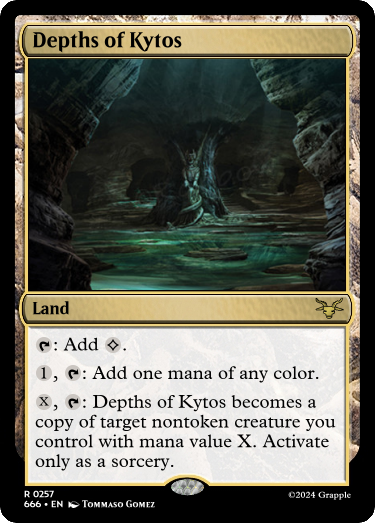 Depths of Kytos
Land
: Add .
1, : Add one mana of any color.
X, : Depths of Kytos becomes a
copy of target nontoken creature you
control with mana value X. Activate
only as a sorcery.
R 0257
666 • EN Tommaso Gomez
©2024 Grapple